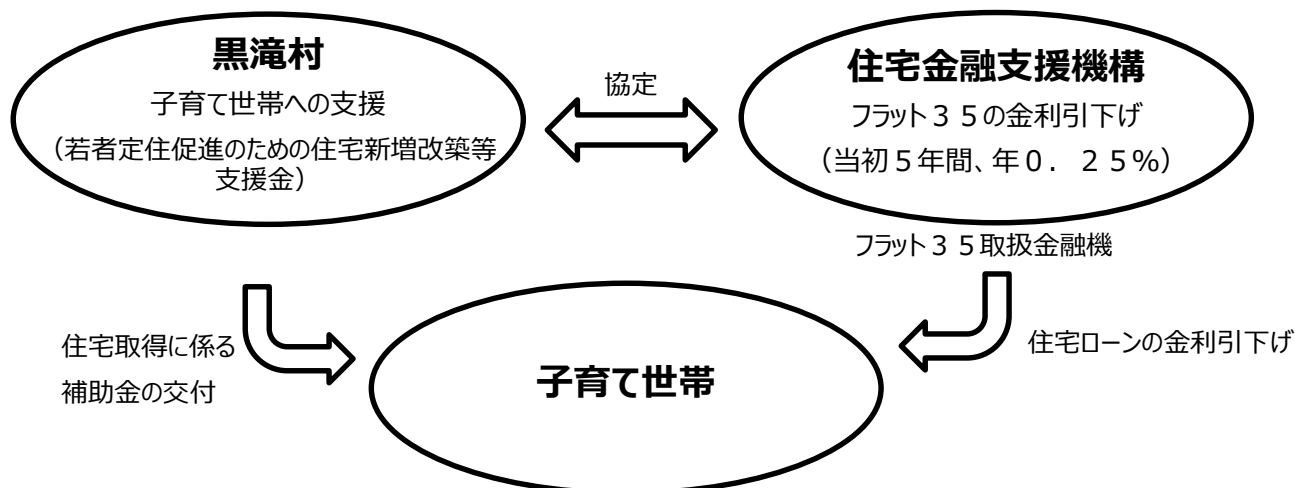 黒滝村
子育て世帯への支援
（若者定住促進のための住宅新増改築等
支援金）
協定
住宅金融支援機構
フラット３５の金利引下げ
（当初５年間、年０．２５％）
フラット３５取扱金融機
住宅取得に係る
補助金の交付
住宅ローンの金利引下げ
子育て世帯